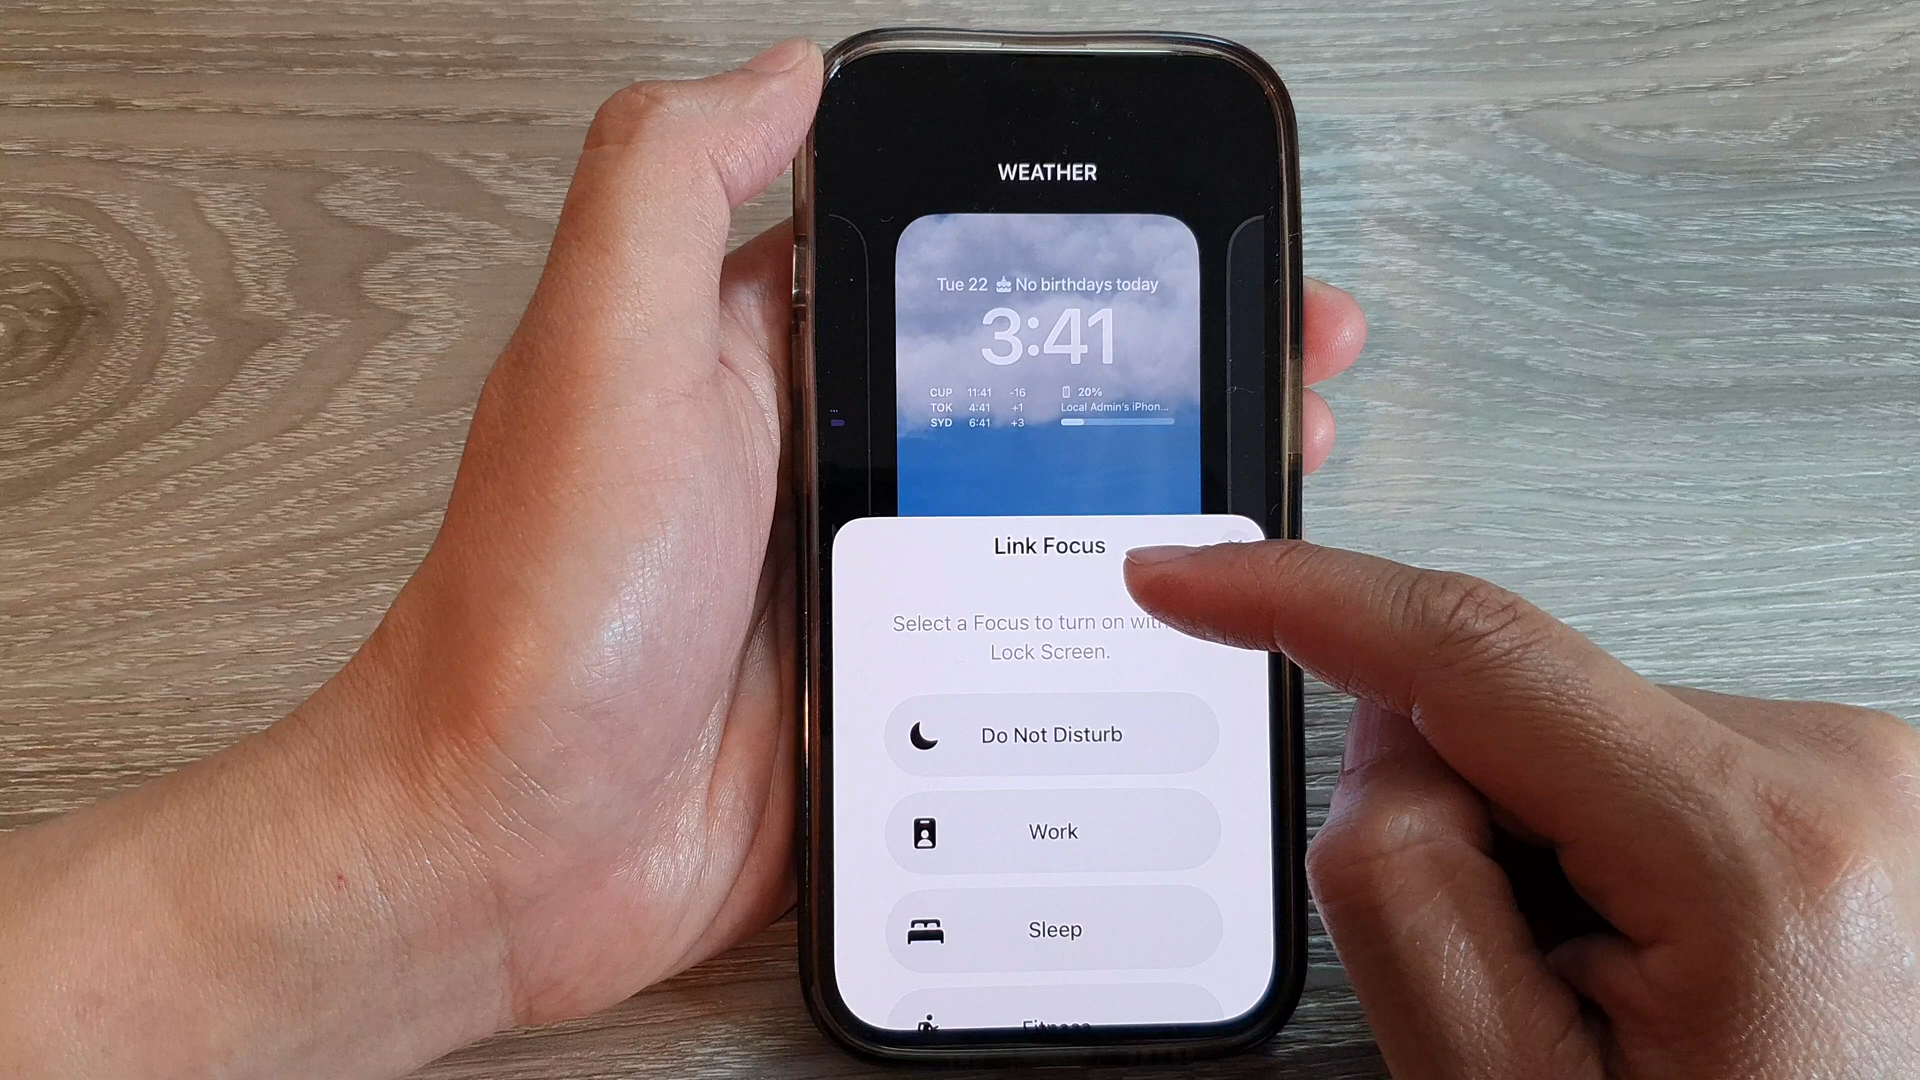 WEATHER
Tue 22 No birthdays today
3:41
CUP 11:41 -16
TOK 4:41 +1
SYD 6:41 +3
20%
Local Admin's iPhon...
...
Link Focus
Select a Focus to turn on with
Lock Screen.
Do Not Disturb
Work
Sleep
Fitness